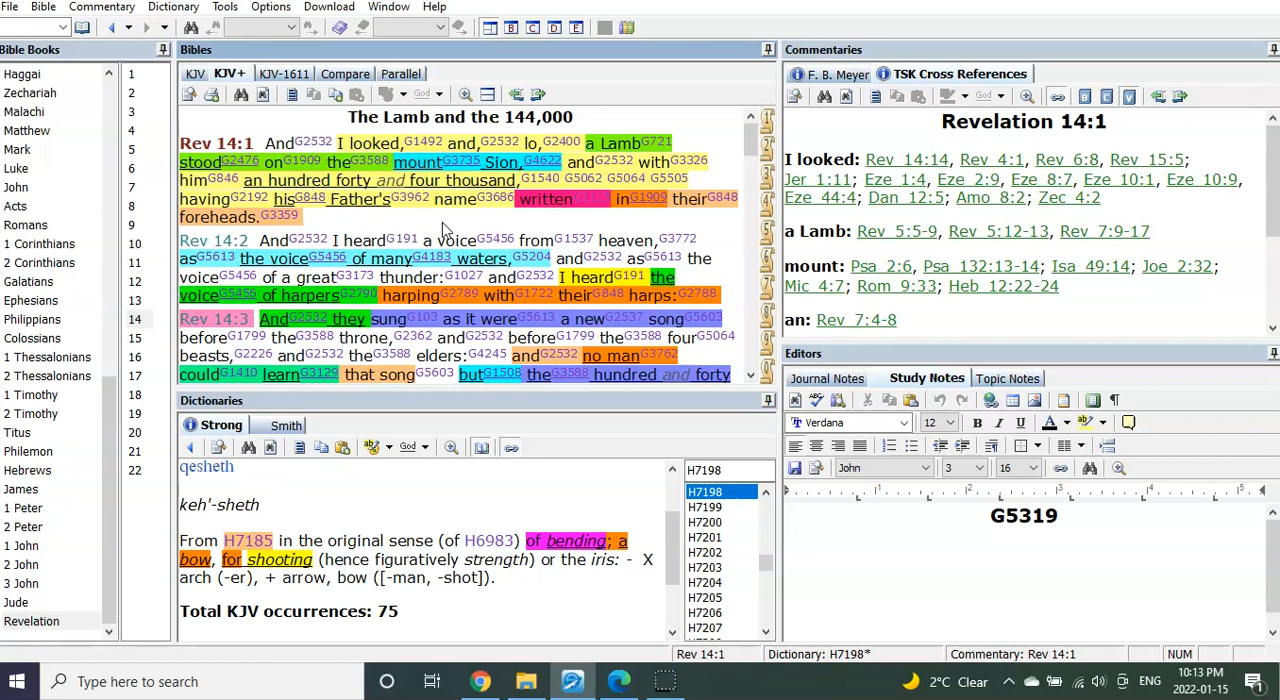 File Bible Commentary Dictionary Tools Options Download Window Help
Bible Books
Haggai
Zechariah
Malachi
Matthew
Mark
Luke
John
Acts
Romans
1 Corinthians
2 Corinthians
Galatians
Ephesians
Philippians
Colossians
1 Thessalonians
2 Thessalonians
1 Timothy
2 Timothy
Titus
Philemon
Hebrews
James
1 Peter
2 Peter
1 John
2 John
3 John
Jude
Revelation
1
2
3
4
5
6
7
8
9
10
11
12
13
14
15
16
17
18
19
20
21
22
Bibles
KJV KJV+ KJV-1611 Compare Parallel
God
The Lamb and the 144,000
Rev 14:1 And G2532 I looked, G1492 and, G2532 lo, G2400 a Lamb G721
stood G2476 on G1909 the G3588 mount G3735 Sion, G4622 and G2532 with G3326
him G846 an hundred forty and four thousand, G1540 G5062 G5064 G5505
having G2192 his G848 Father's G3962 name G3686 written in G1909 their G848
foreheads. G3359
Rev 14:2 And G2532 I heard G191 a voice G5456 from G1537 heaven, G3772
as G5613 the voice G5456 of many G4183 waters, G5204 and G2532 as G5613 the
voice G5456 of a great G3173 thunder: G1027 and G2532 I heard G191 the
voice G5456 of harpers G2790 harping G2789 with G1722 their G848 harps: G2788
Rev 14:3 And G2532 they sung G103 as it were G5613 a new G2537 song G5603
before G1799 the G3588 throne, G2362 and G2532 before G1799 the G3588 four G5064
beasts, G2226 and G2532 the G3588 elders: G4245 and G2532 no man G3762
could G1410 learn G3129 that song G5603 but G1508 the G3588 hundred and forty
Dictionaries
Strong Smith
God
qesheth
keh'-sheth
From H7185 in the original sense (of H6983) of bending; a
bow, for shooting (hence figuratively strength) or the iris: - X
arch (-er), + arrow, bow ([-man, -shot]).
Total KJV occurrences: 75
H7198
H7198
H7199
H7200
H7201
H7202
H7203
H7204
H7205
H7206
H7207
Commentaries
F. B. Meyer TSK Cross References
God
Revelation 14:1
I looked: Rev 14:14, Rev 4:1, Rev 6:8, Rev 15:5;
Jer 1:11; Eze 1:4, Eze 2:9, Eze 8:7, Eze 10:1, Eze 10:9,
Eze 44:4; Dan 12:5; Amo 8:2; Zec 4:2
a Lamb: Rev 5:5-9, Rev 5:12-13, Rev 7:9-17
mount: Psa 2:6, Psa 132:13-14; Isa 49:14; Joe 2:32;
Mic 4:7; Rom 9:33; Heb 12:22-24
an: Rev 7:4-8
Editors
Journal Notes Study Notes Topic Notes
Verdana 12 B I U A
John 3 16
1 2 3 4 5
G5319
Rev 14:1 Dictionary: H7198* Commentary: Rev 14:1 NUM
Type here to search
2°C Clear ENG
10:13 PM
2022-01-15
1